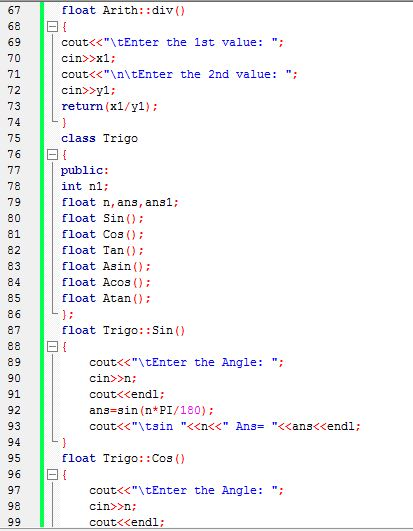 67 float Arith::div()
68 {
69 cout<<"\tEnter the 1st value: ";
70 cin>>x1;
71 cout<<"\n\tEnter the 2nd value: ";
72 cin>>y1;
73 return(x1/y1);
74 }
75 class Trigo
76 {
77 public:
78 int n1;
79 float n,ans,ans1;
80 float Sin();
81 float Cos();
82 float Tan();
83 float Asin();
84 float Acos();
85 float Atan();
86 };
87 float Trigo::Sin()
88 {
89 cout<<"\tEnter the Angle: ";
90 cin>>n;
91 cout<<endl;
92 ans=sin(n*PI/180);
93 cout<<"\tsin "<<n<<" Ans= "<<ans<<endl;
94 }
95 float Trigo::Cos()
96 {
97 cout<<"\tEnter the Angle: ";
98 cin>>n;
99 cout<<endl;